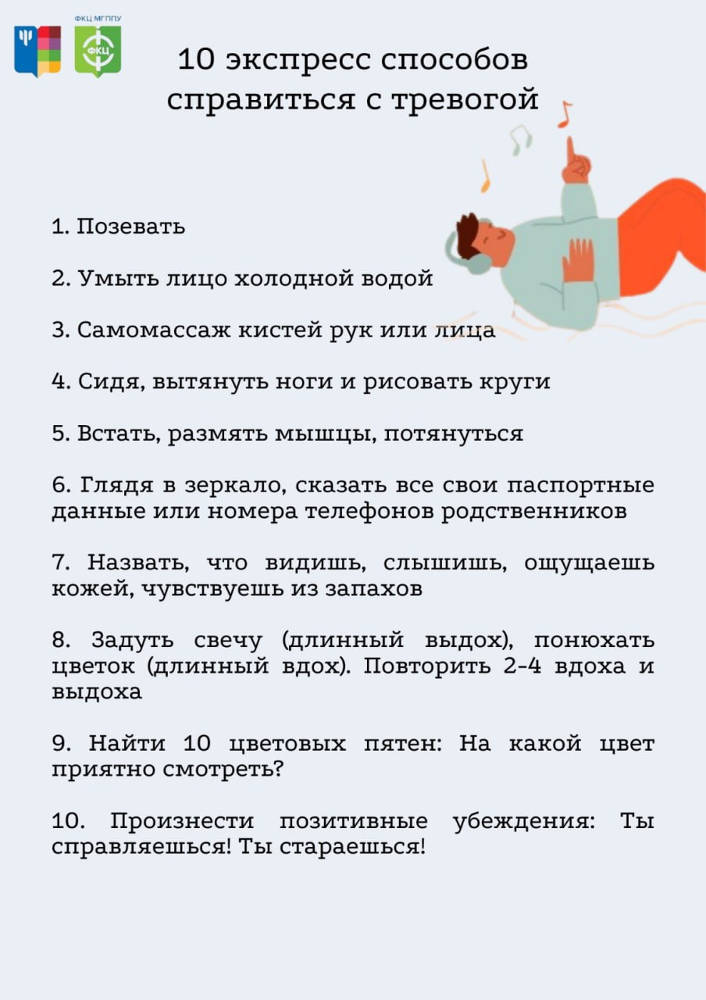 ФКЦ МГППУ
ФКЦ
10 экспресс способов
справиться с тревогой
1. Позевать
2. Умыть лицо холодной водой
3. Самомассаж кистей рук или лица
4. Сидя, вытянуть ноги и рисовать круги
5. Встать, размять мышцы, потянуться
6. Глядя в зеркало, сказать все свои паспортные
данные или номера телефонов родственников
7. Назвать, что видишь, слышишь, ощущаешь
кожей, чувствуешь из запахов
8. Задуть свечу (длинный выдох), понюхать
цветок (длинный вдох). Повторить 2-4 вдоха и
выдоха
9. Найти 10 цветовых пятен: На какой цвет
приятно смотреть?
10. Произнести позитивные убеждения: Ты
справляешься! Ты стараешься!